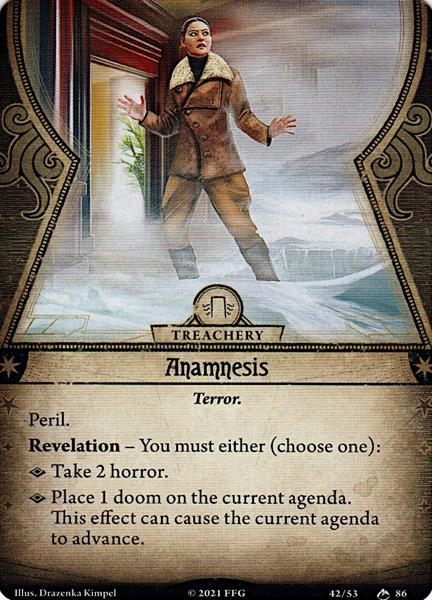 TREACHERY
Anamnesis
Terror.
Peril.
Revelation – You must either (choose one):
Take 2 horror.
Place 1 doom on the current agenda.
This effect can cause the current agenda
to advance.
Illus. Drazenka Kimpel © 2021 FFG 42/53 86